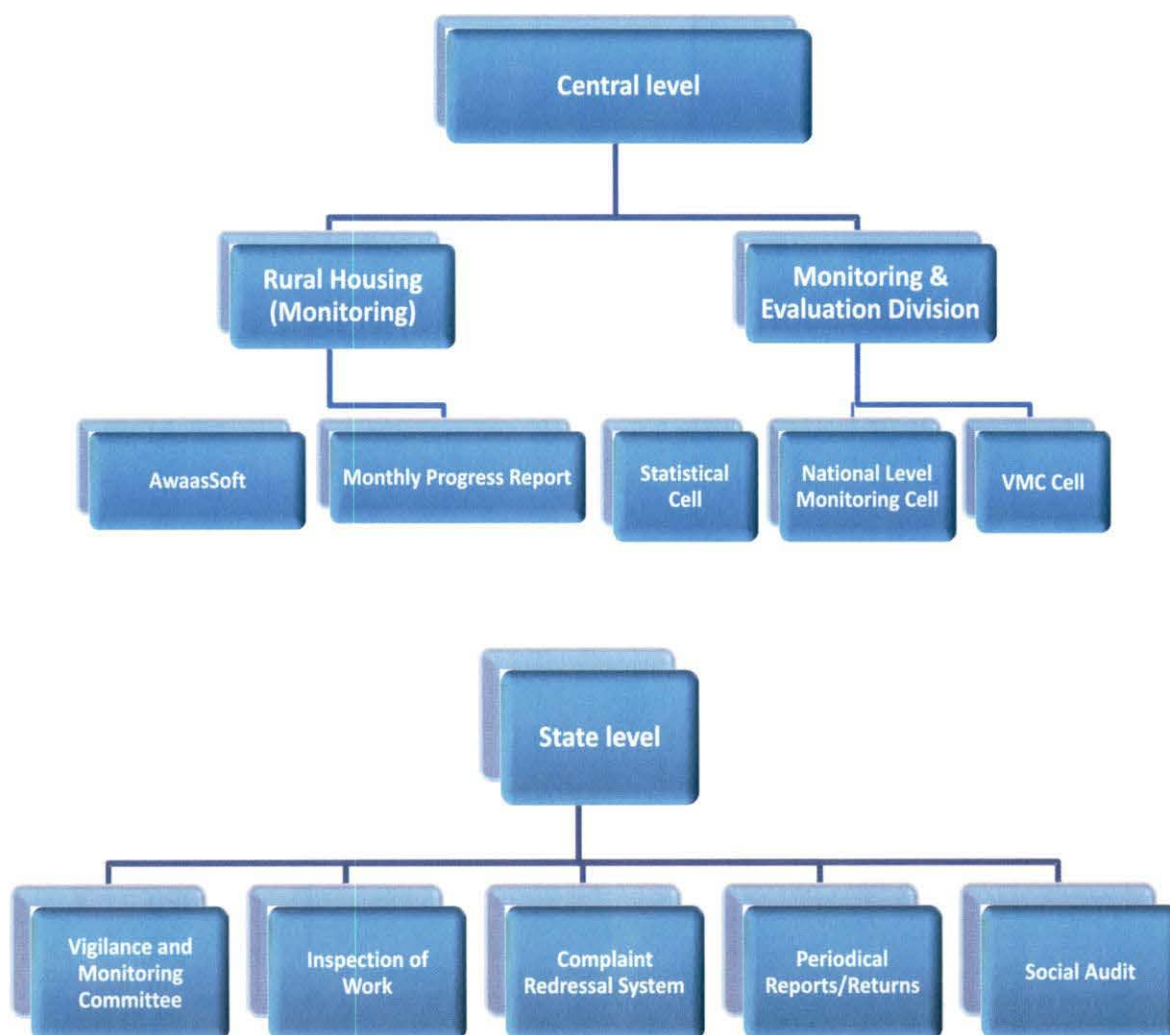 Central level
Rural Housing
(Monitoring)
Monitoring &
Evaluation Division
AwaasSoft
Monthly Progress Report
Statistical
Cell
National Level
Monitoring Cell
VMC Cell
State level
Vigilance and
Monitoring
Committee
Inspection of
Work
Complaint
Redressal System
Periodical
Reports/Returns
Social Audit